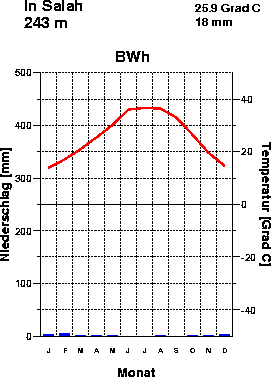 In Salah
243 m
25.9 Grad C
18 mm
BWh
500
400
300
200
100
0
40
20
0
-20
-40
Niederschlag [mm]
Temperatur [Grad C]
J F M A M J J A S O N D
Monat